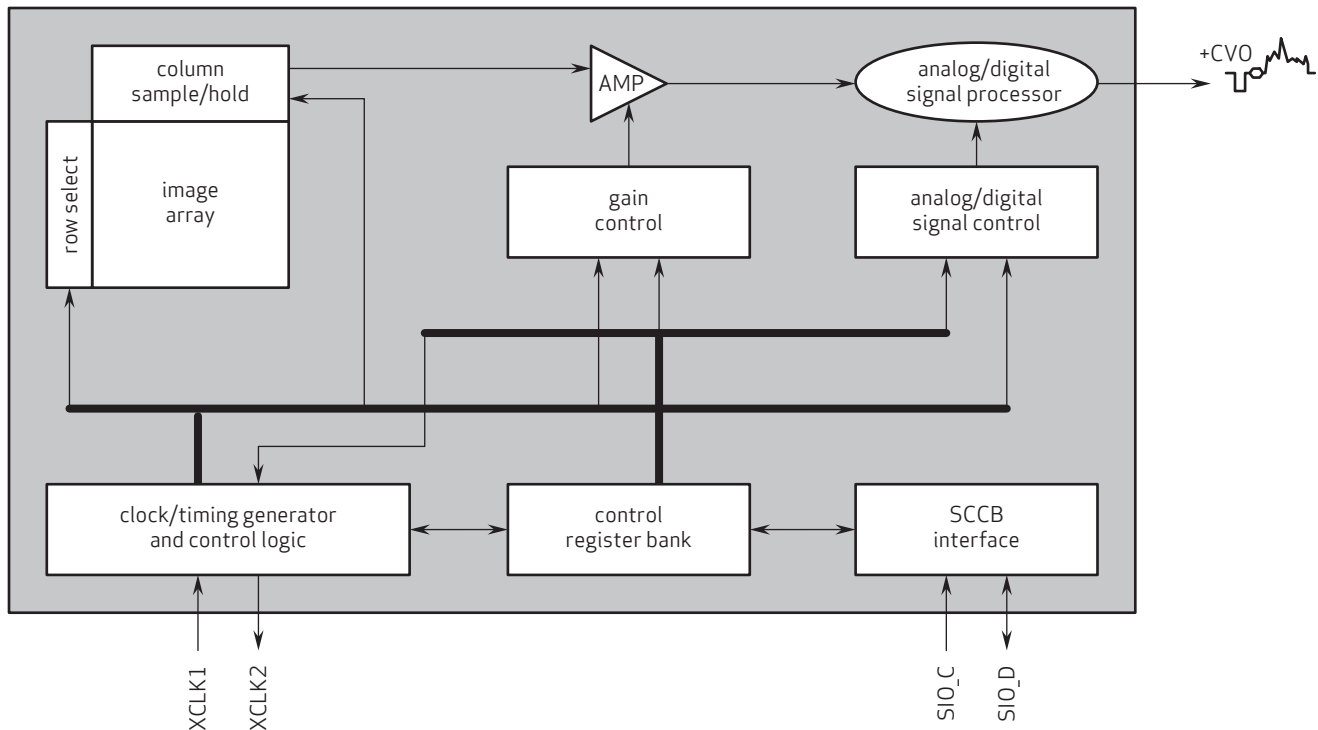 column
sample/hold
AMP
analog/digital
signal processor
+CVO
row select
image
array
gain
control
analog/digital
signal control
clock/timing generator
and control logic
control
register bank
SCCB
interface
XCLK1
XCLK2
SIO_C
SIO_D